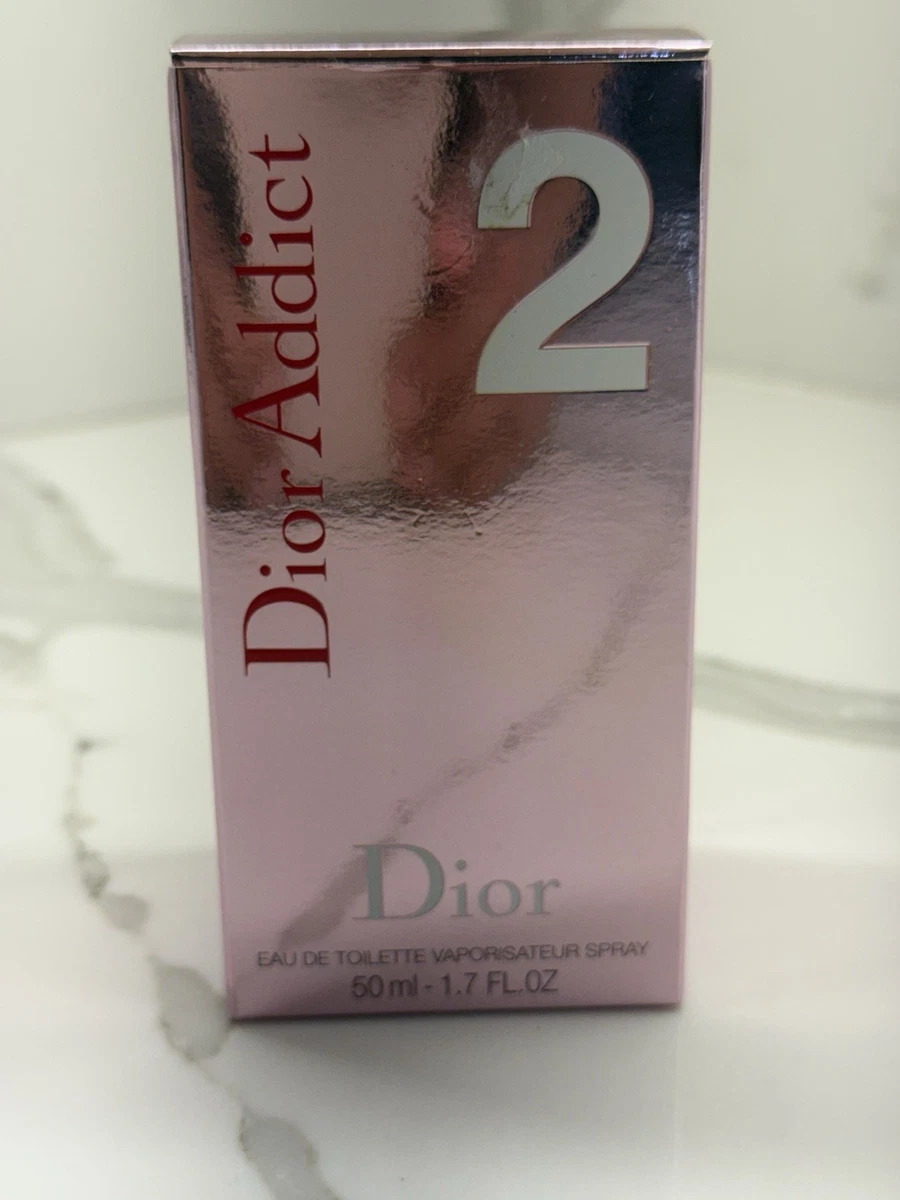 Dior Addict
2
Dior
EAU DE TOILETTE VAPORISATEUR SPRAY
50 ml - 1.7 FL.OZ